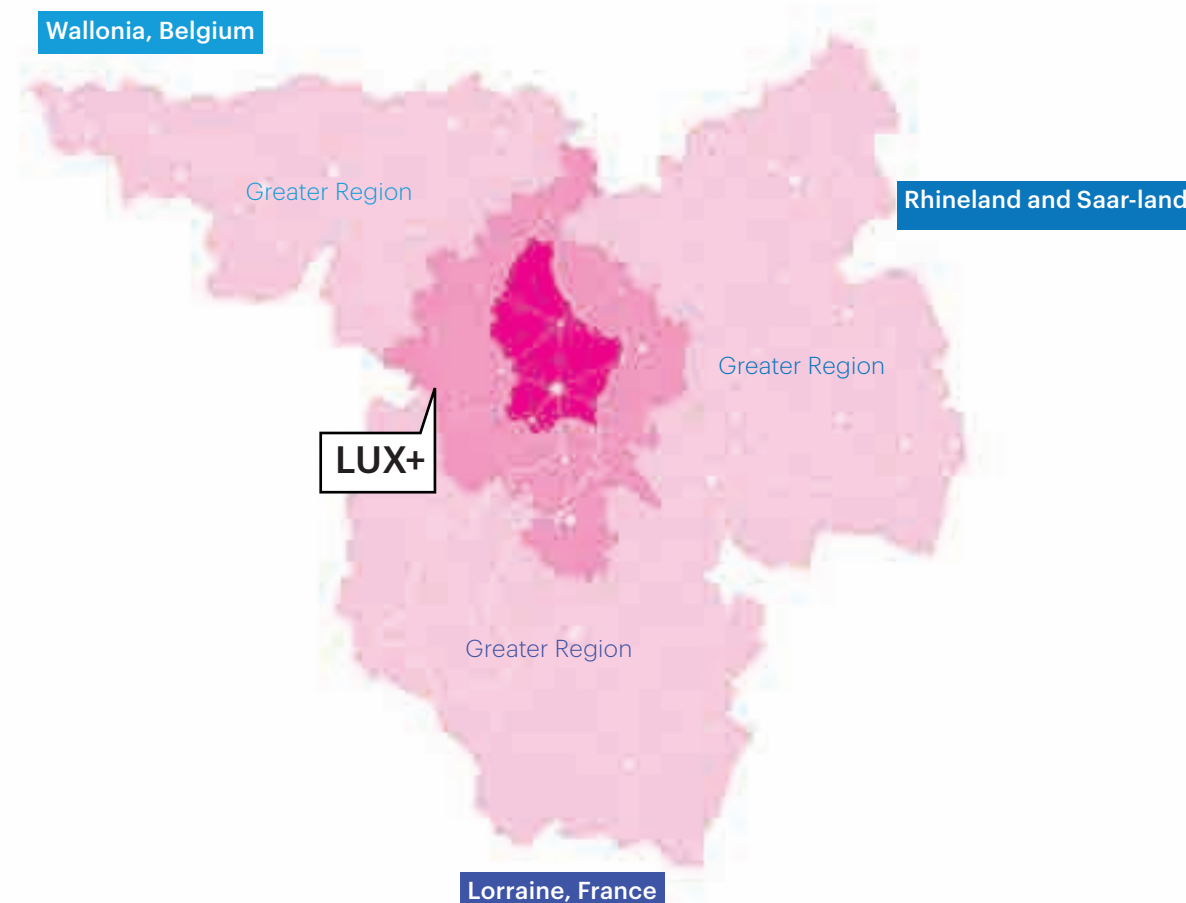 Wallonia, Belgium
Greater Region
Rhineland and Saar-land
Greater Region
LUX+
Greater Region
Lorraine, France